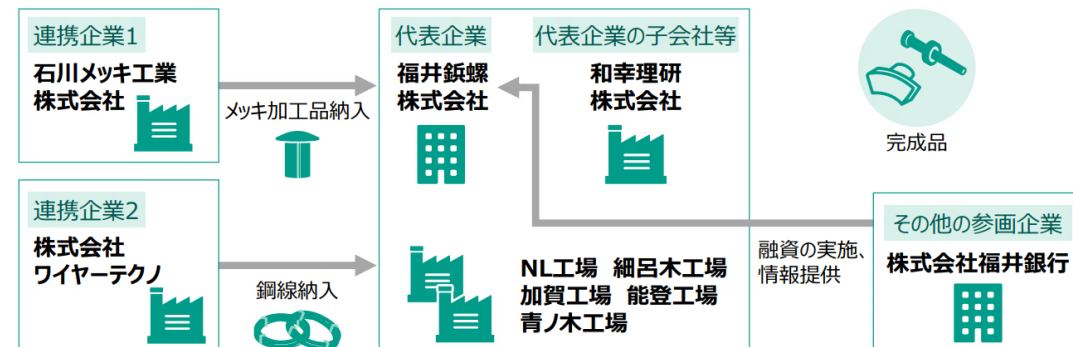 連携企業1
石川メッキ工業
株式会社
メッキ加工品納入
連携企業2
株式会社
ワイヤーテクノ
鋼線納入
代表企業
福井鋲螺
株式会社
代表企業の子会社等
和幸理研
株式会社
NL工場 細呂木工場
加賀工場 能登工場
青ノ木工場
完成品
融資の実施、
情報提供
その他の参画企業
株式会社福井銀行